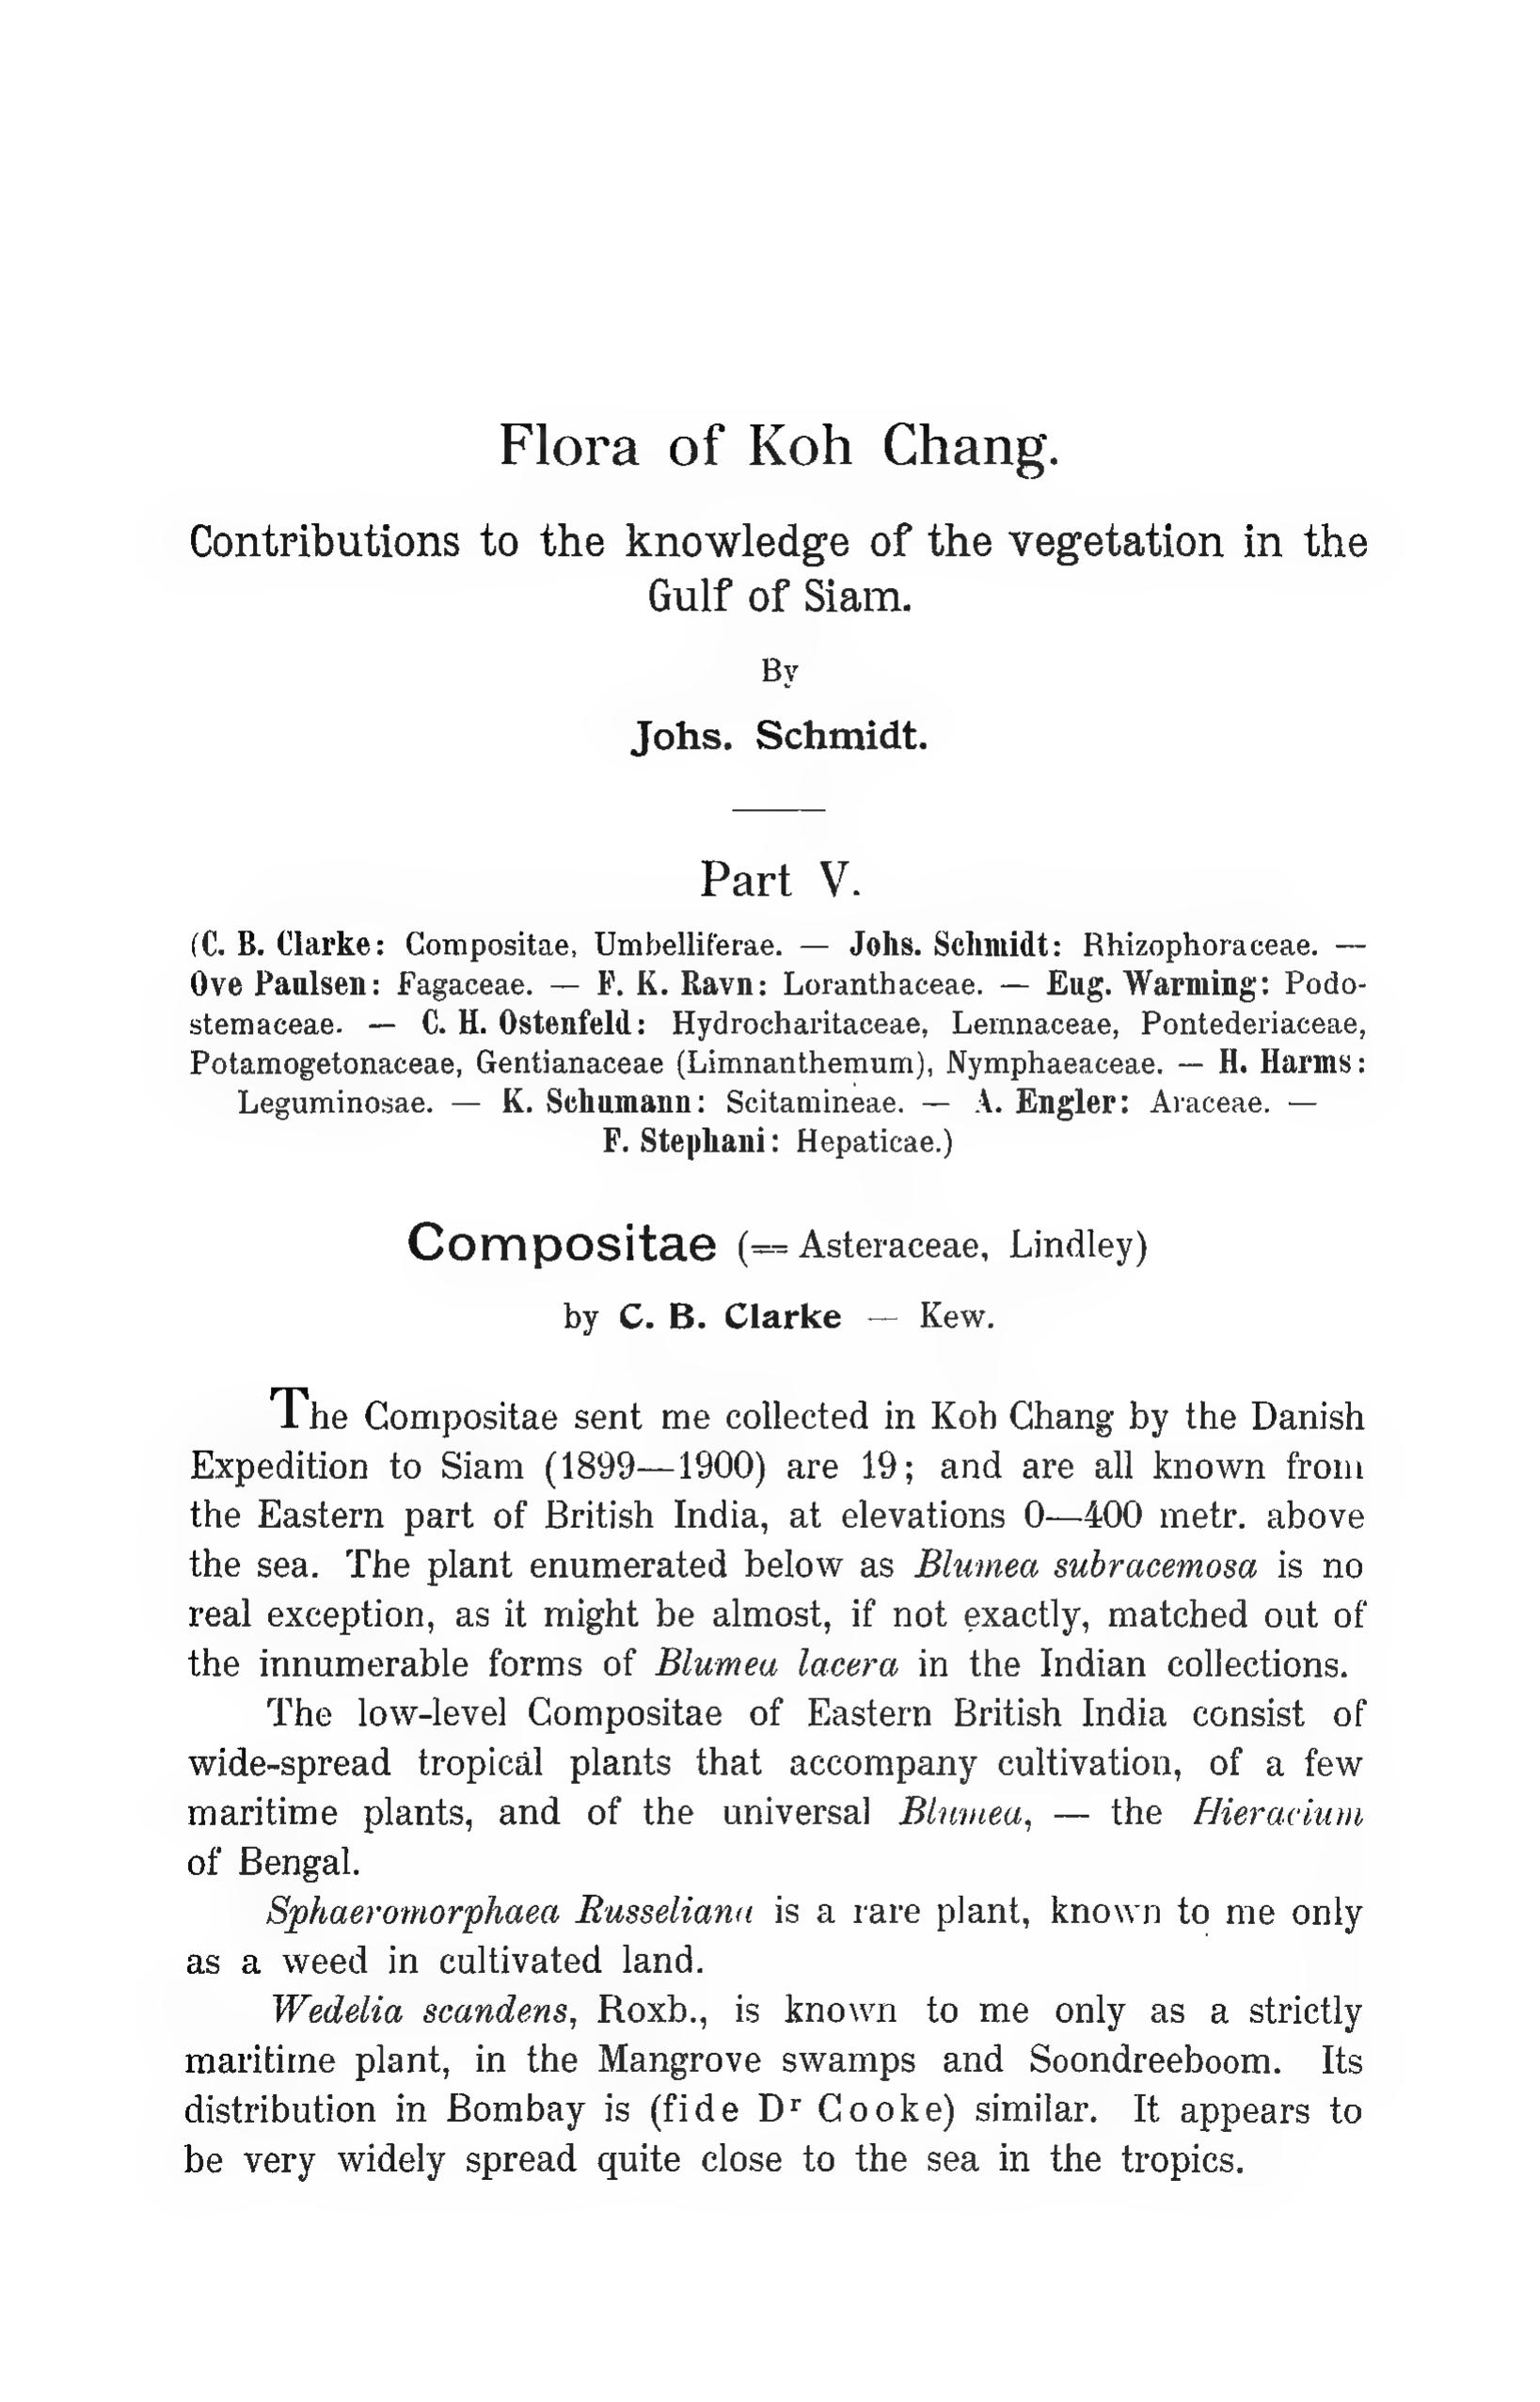 Flora of Koh Chang.
Contributions to the knowledge of the vegetation in the
Gulf of Siam.
By
Johs. Schmidt.
Part V.
(C. B. Clarke: Compositae, Umbelliferae. — Johs. Schmidt: Rhizophoraceae. —
Ove Paulsen: Fagaceae. — F. K. Ravn: Loranthaceae. — Eug. Warming: Podo-
stemaceae. — C. H. Ostenfeld: Hydrocharitaceae, Lemnaceae, Pontederiaceae,
Potamogetonaceae, Gentianaceae (Limnanthemum), Nymphaeaceae. — H. Harms:
Leguminosae. — K. Schumann: Scitamineae. — A. Engler: Araceae. —
F. Stephani: Hepaticae.)
Compositae (= Asteraceae, Lindley)
by C. B. Clarke — Kew.
The Compositae sent me collected in Koh Chang by the Danish
Expedition to Siam (1899—1900) are 19; and are all known from
the Eastern part of British India, at elevations 0—400 metr. above
the sea. The plant enumerated below as Blumea subracemosa is no
real exception, as it might be almost, if not exactly, matched out of
the innumerable forms of Blumea lacera in the Indian collections.
The low-level Compositae of Eastern British India consist of
wide-spread tropical plants that accompany cultivation, of a few
maritime plants, and of the universal Blumea, — the Hieracium
of Bengal.
Sphaeromorphaea Russeliana is a rare plant, known to me only
as a weed in cultivated land.
Wedelia scandens, Roxb., is known to me only as a strictly
maritime plant, in the Mangrove swamps and Soondreeboom. Its
distribution in Bombay is (fide Dr Cooke) similar. It appears to
be very widely spread quite close to the sea in the tropics.